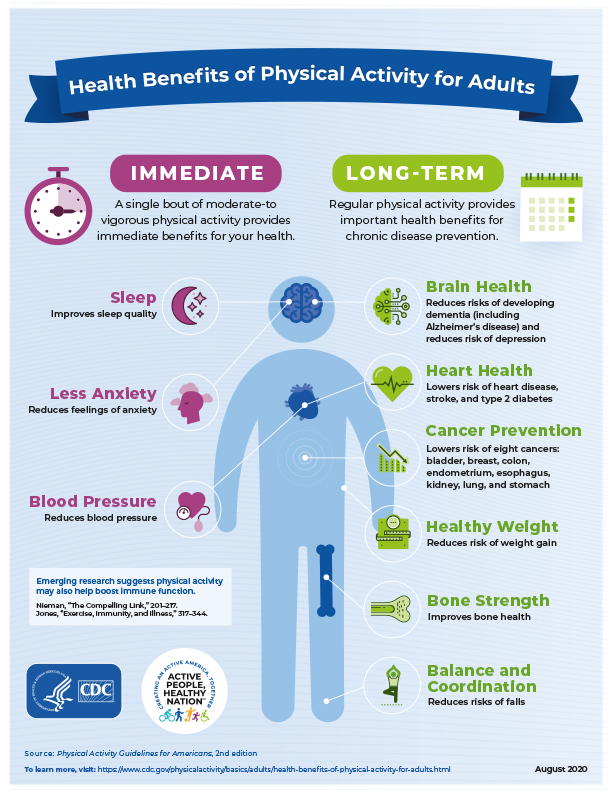 Health Benefits of Physical Activity for Adults
IMMEDIATE
A single bout of moderate-to
vigorous physical activity provides
immediate benefits for your health.
LONG-TERM
Regular physical activity provides
important health benefits for
chronic disease prevention.
Sleep
Improves sleep quality
Less Anxiety
Reduces feelings of anxiety
Blood Pressure
Reduces blood pressure
Brain Health
Reduces risks of developing
dementia (including
Alzheimer's disease) and
reduces risk of depression
Heart Health
Lowers risk of heart disease,
stroke, and type 2 diabetes
Cancer Prevention
Lowers risk of eight cancers:
bladder, breast, colon,
endometrium, esophagus,
kidney, lung, and stomach
Healthy Weight
Reduces risk of weight gain
Bone Strength
Improves bone health
Balance and
Coordination
Reduces risks of falls
Emerging research suggests physical activity
may also help boost immune function.
Nieman, "The Compelling Link," 201–217.
Jones, "Exercise, Immunity, and Illness," 317–344.
CDC
CREATING AN ACTIVE AMERICA, TOGETHER
ACTIVE
PEOPLE,
HEALTHY
NATION
Source: Physical Activity Guidelines for Americans, 2nd edition
To learn more, visit: https://www.cdc.gov/physicalactivity/basics/adults/health-benefits-of-physical-activity-for-adults.html
August 2020